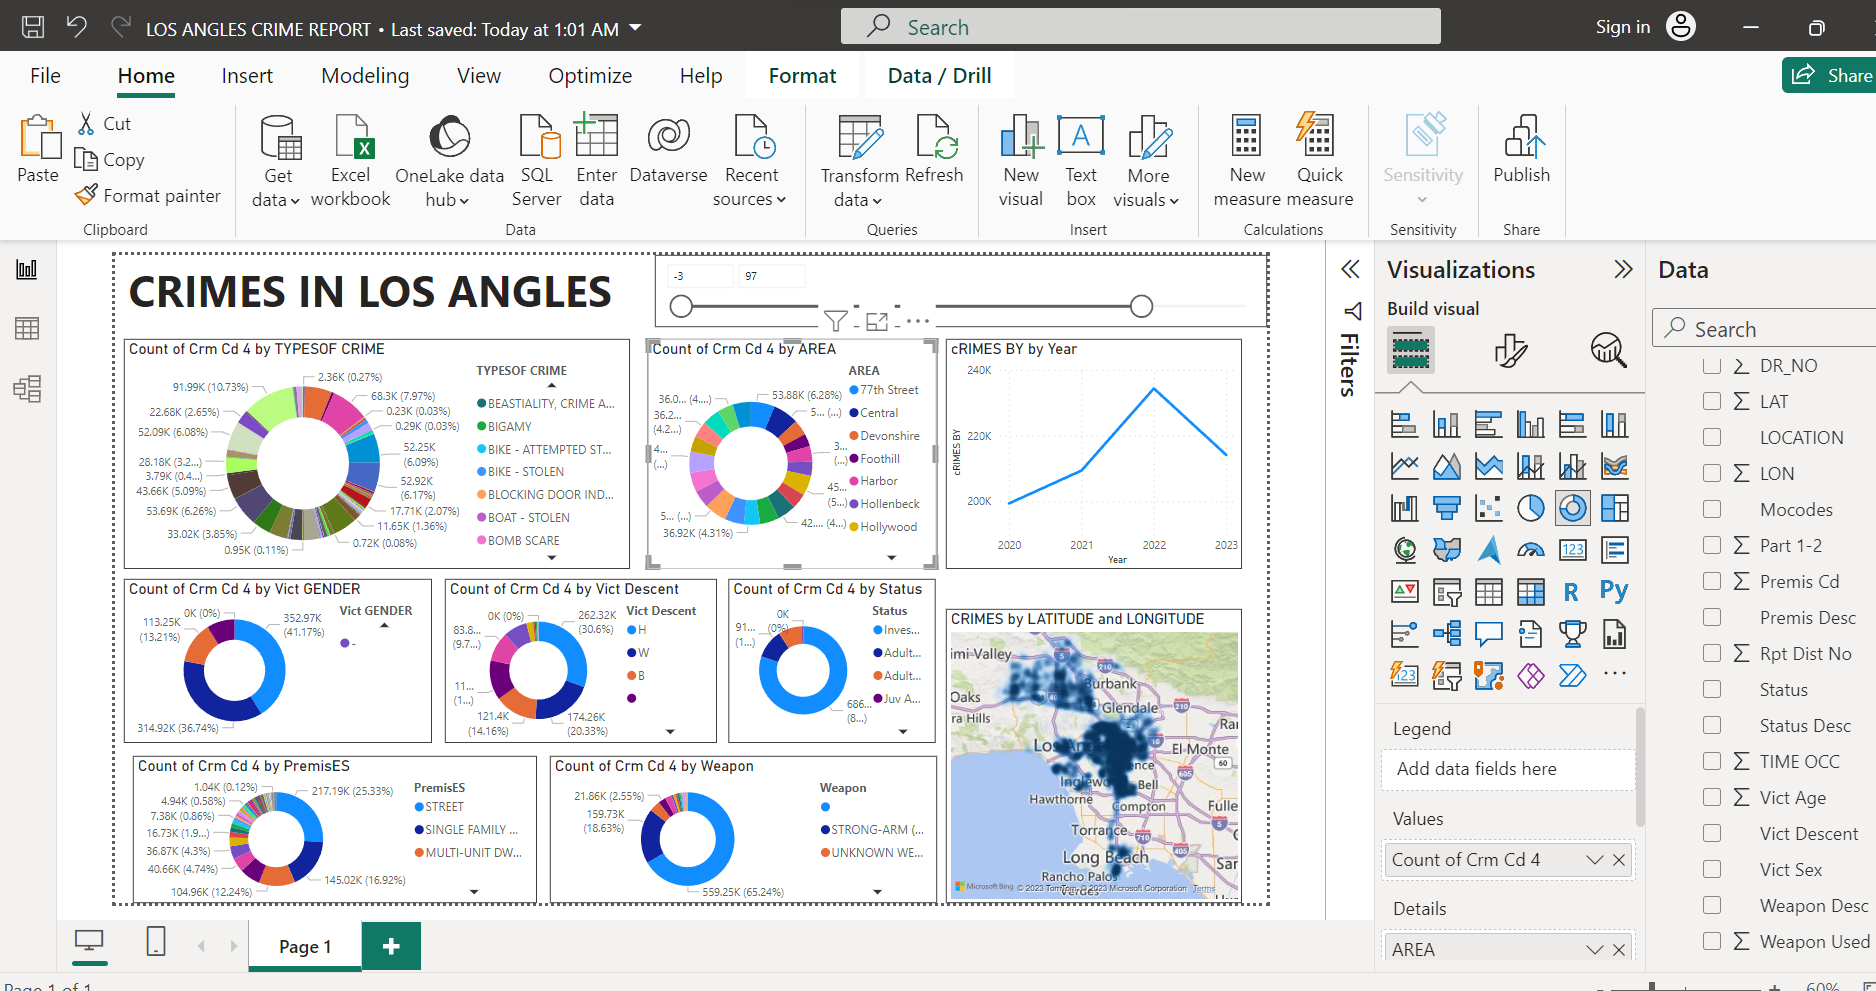 LOS ANGELES CRIME REPORT • Last saved: Today at 1:01 AM
Search
Sign in
File
Home
Insert
Modeling
View
Optimize
Help
Format
Data / Drill
Share
Paste
Cut
Copy
Format painter
Clipboard
Get data
Excel workbook
OneLake data hub
SQL Server
Enter data
Dataverse
Recent sources
Data
Transform data
Refresh
Queries
New visual
Text box
More visuals
Insert
New measure
Quick measure
Calculations
Sensitivity
Sensitivity
Publish
Share
CRIMES IN LOS ANGLES
-3
97
Count of Crm Cd 4 by TYPESOF CRIME
2.36K (0.27%)
68.3K (7.97%)
0.23K (0.03%)
0.29K (0.03%)
52.25K
(6.09%)
52.92K
(6.17%)
17.71K (2.07%)
11.65K (1.36%)
0.72K (0.08%)
0.95K (0.11%)
33.02K (3.85%)
53.69K (6.26%)
43.66K (5.09%)
3.79K (0.4...)
28.18K (3.2...)
52.09K (6.08%)
22.68K (2.65%)
91.99K (10.73%)
TYPESOF CRIME
BEASTIALITY, CRIME A...
BIGAMY
BIKE - ATTEMPTED ST...
BIKE - STOLEN
BLOCKING DOOR IND...
BOAT - STOLEN
BOMB SCARE
Count of Crm Cd 4 by AREA
53.88K (6.28%)
5... (...)
3...
(...)
45...
(5...)
42.... (4...)
36.92K (4.31%)
5... (...)
4...
(...)
36.2...
(4.2...)
36.0... (4....)
AREA
77th Street
Central
Devonshire
Foothill
Harbor
Hollenbeck
Hollywood
cRIMES BY by Year
240K
220K
200K
cRIMES BY
2020
2021
2022
2023
Year
Count of Crm Cd 4 by Vict GENDER
0K (0%)
352.97K
(41.17%)
113.25K
(13.21%)
314.92K (36.74%)
Vict GENDER
-
Count of Crm Cd 4 by Vict Descent
0K (0%)
262.32K
(30.6%)
83.8...
(9.7...)
11...
(1...)
121.4K
(14.16%)
174.26K
(20.33%)
Vict Descent
H
W
B
Count of Crm Cd 4 by Status
0K
(0%)
91...
(1...)
686...
(8...)
Status
Inves...
Adult...
Adult...
Juv A...
CRIMES by LATITUDE and LONGITUDE
imi Valley
Burbank
Oaks
Glendale
ra Hills
Los Angeles
El Monte
Inglew
Bell
Hawthorne
Compton
Fulle
Torrance
Long Beach
Rancho Palos
Verdes
Microsoft Bing
© 2023 TomTom, © 2023 Microsoft Corporation
Terms
Count of Crm Cd 4 by PremisES
1.04K (0.12%)
217.19K (25.33%)
4.94K (0.58%)
7.38K (0.86%)
16.73K (1.9...)
36.87K (4.3%)
40.66K (4.74%)
104.96K (12.24%)
145.02K (16.92%)
PremisES
STREET
SINGLE FAMILY ...
MULTI-UNIT DW...
Count of Crm Cd 4 by Weapon
21.86K (2.55%)
159.73K
(18.63%)
559.25K (65.24%)
Weapon
STRONG-ARM (...
UNKNOWN WE...
Filters
Visualizations
Build visual
123
R
Py
123
Legend
Add data fields here
Values
Count of Crm Cd 4
Details
AREA
Data
Search
DR_NO
LAT
LOCATION
LON
Mocodes
Part 1-2
Premis Cd
Premis Desc
Rpt Dist No
Status
Status Desc
TIME OCC
Vict Age
Vict Descent
Vict Sex
Weapon Desc
Weapon Used
Page 1
Page 1 of 1
60%